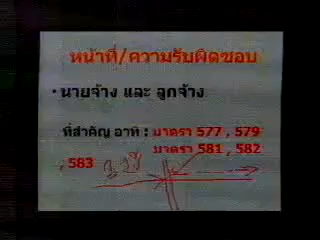 หน้าที่/ความรับผิดชอบ
• นายจ้าง และ ลูกจ้าง
ที่สำคัญ อาทิ : มาตรา 577 , 579
มาตรา 581 , 582
, 583